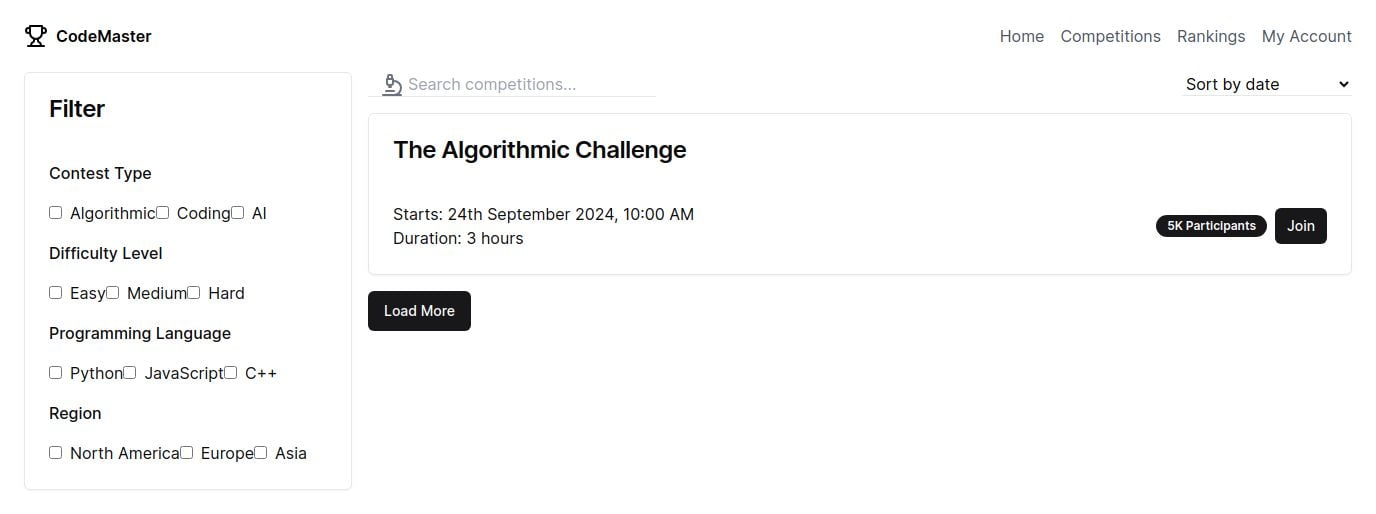 CodeMaster
Home Competitions Rankings My Account
Filter
Contest Type
Algorithmic Coding AI
Difficulty Level
Easy Medium Hard
Programming Language
Python JavaScript C++
Region
North America Europe Asia
Search competitions...
Sort by date
The Algorithmic Challenge
Starts: 24th September 2024, 10:00 AM
Duration: 3 hours
5K Participants
Join
Load More